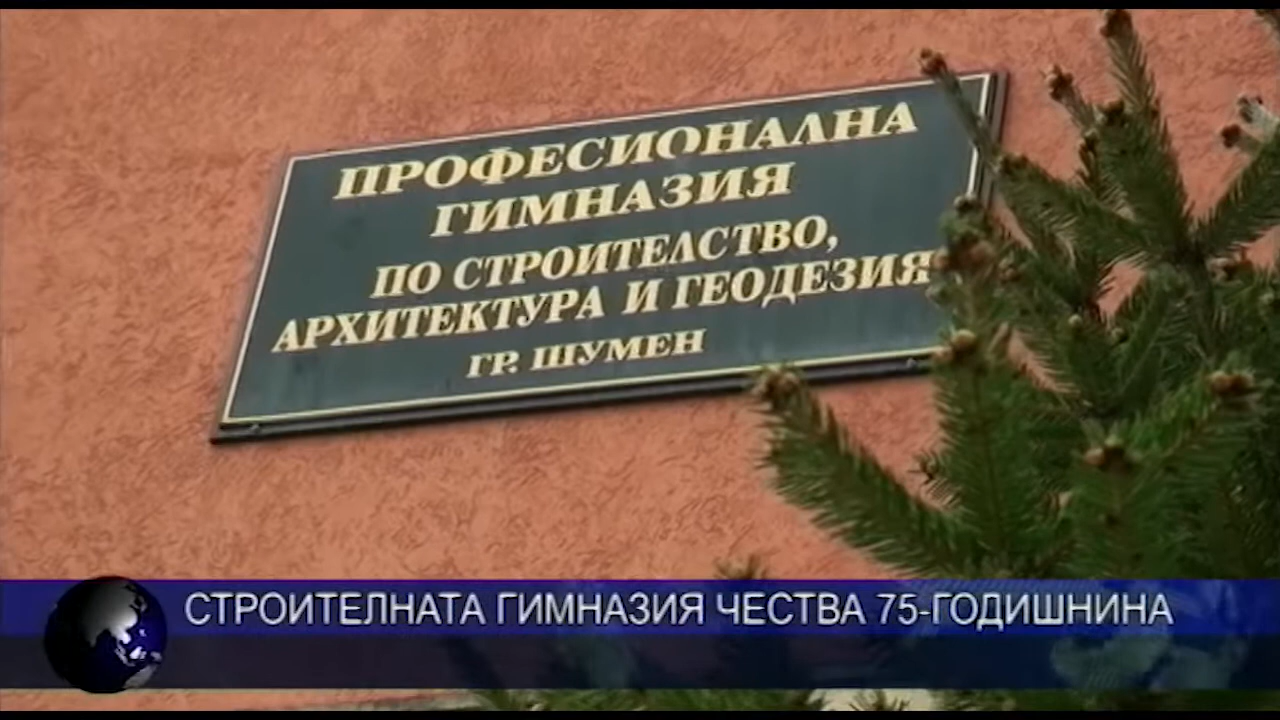 ПРОФЕСИОНАЛНА
ГИМНАЗИЯ
ПО СТРОИТЕЛСТВО,
АРХИТЕКТУРА И ГЕОДЕЗИЯ
ГР. ШУМЕН
СТРОИТЕЛНАТА ГИМНАЗИЯ ЧЕСТВА 75-ГОДИШНИНА